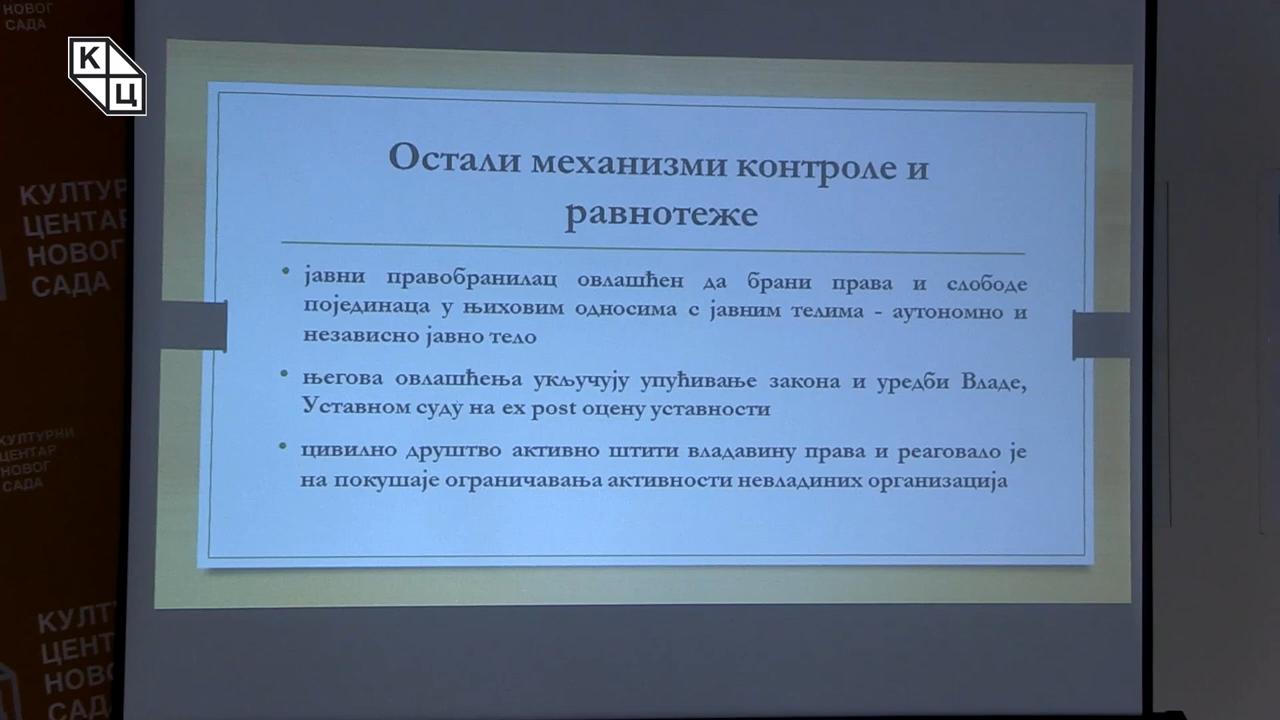 НОВОГ
САДА
К
Ц
КУЛТУР
ЦЕНТАР
НОВОГ
САДА
КУЛТУРНИ
ЦЕНТАР
НОВОГ
САДА
КУЛТ
ЦЕНТ
НОВО
САД
Остали механизми контроле и
равнотеже
• јавни правобранилац овлашћен да брани права и слободе
појединаца у њиховим односима с јавним телима - аутономно и
независно јавно тело
• његова овлашћења укључују упућивање закона и уредби Владе,
Уставном суду на ex post оцену уставности
• цивилно друштво активно штити владавину права и реаговало је
на покушаје ограничавања активности невладиних организација